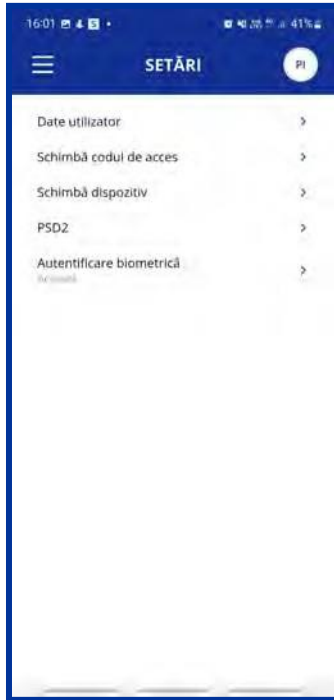 16:01
41%
SETĂRI
PI
Date utilizator
Schimbă codul de acces
Schimbă dispozitiv
PSD2
Autentificare biometrică